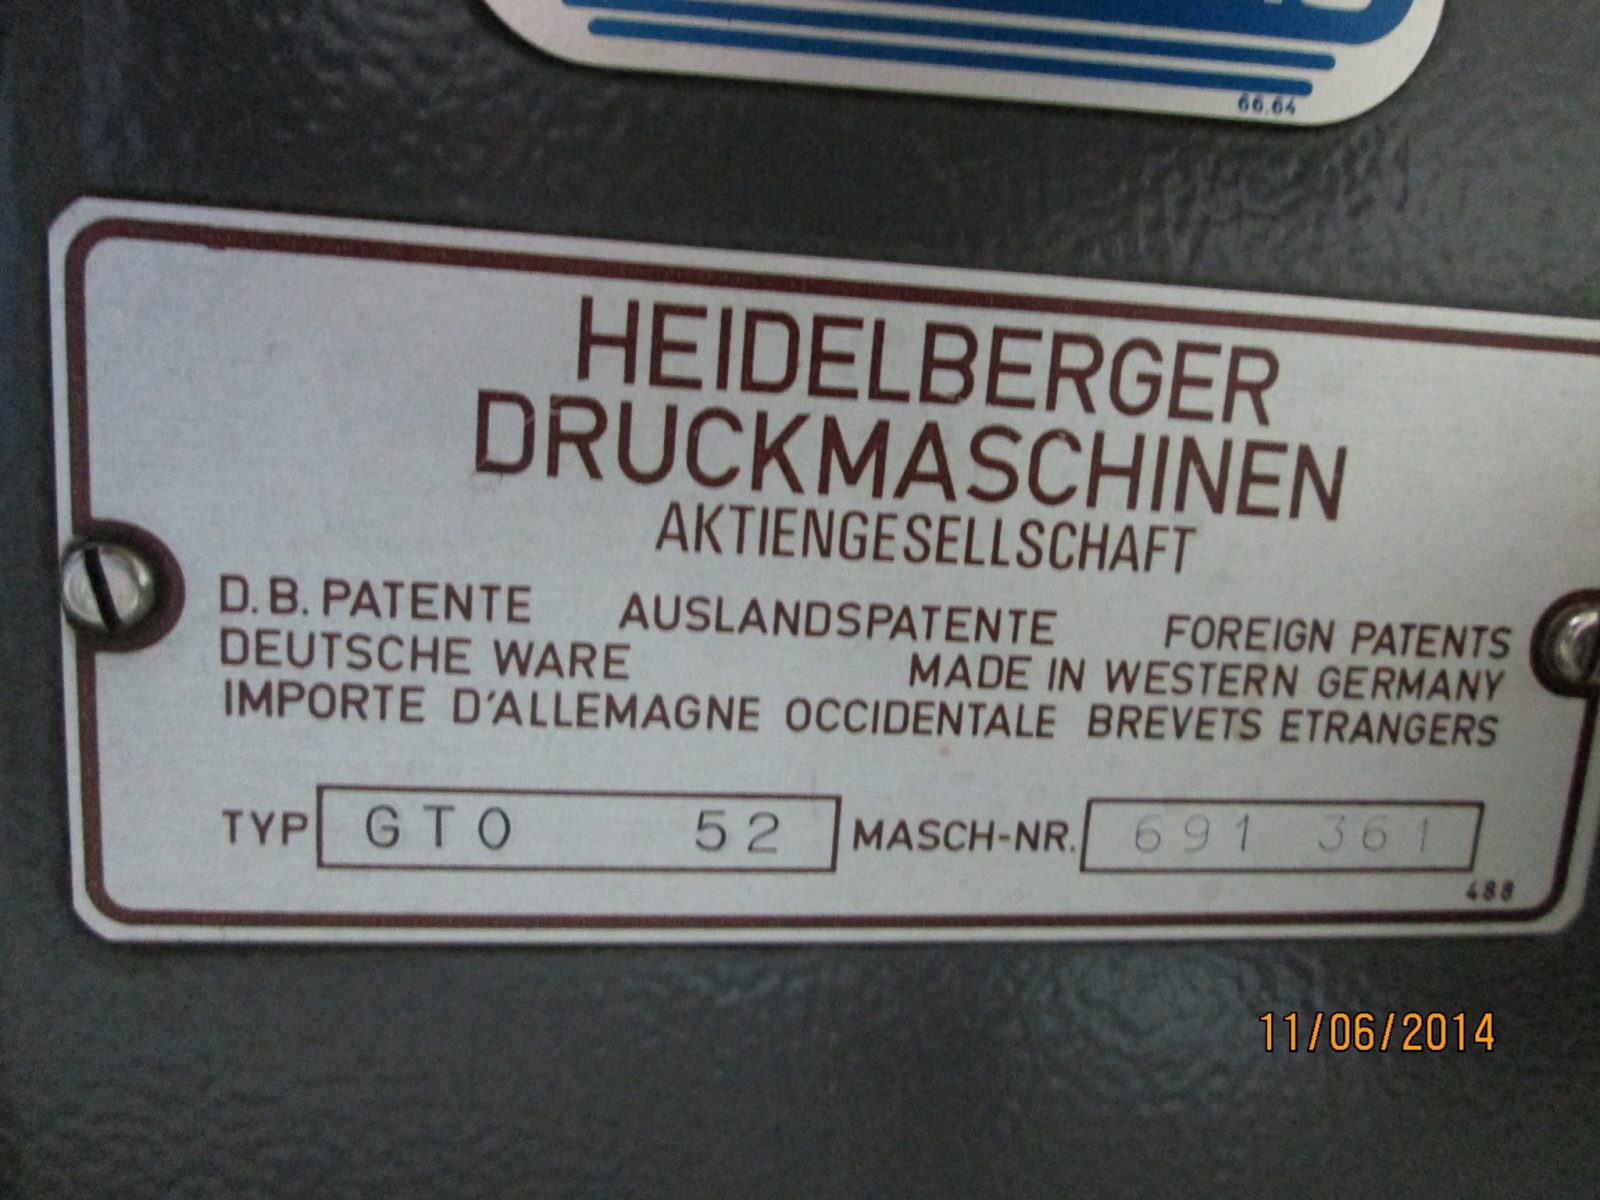 66.64
HEIDELBERGER
DRUCKMASCHINEN
AKTIENGESELLSCHAFT
D.B. PATENTE AUSLANDSPATENTE FOREIGN PATENTS
DEUTSCHE WARE MADE IN WESTERN GERMANY
IMPORTE D'ALLEMAGNE OCCIDENTALE BREVETS ETRANGERS
TYP GTO 52 MASCH-NR. 691 361
488
11/06/2014